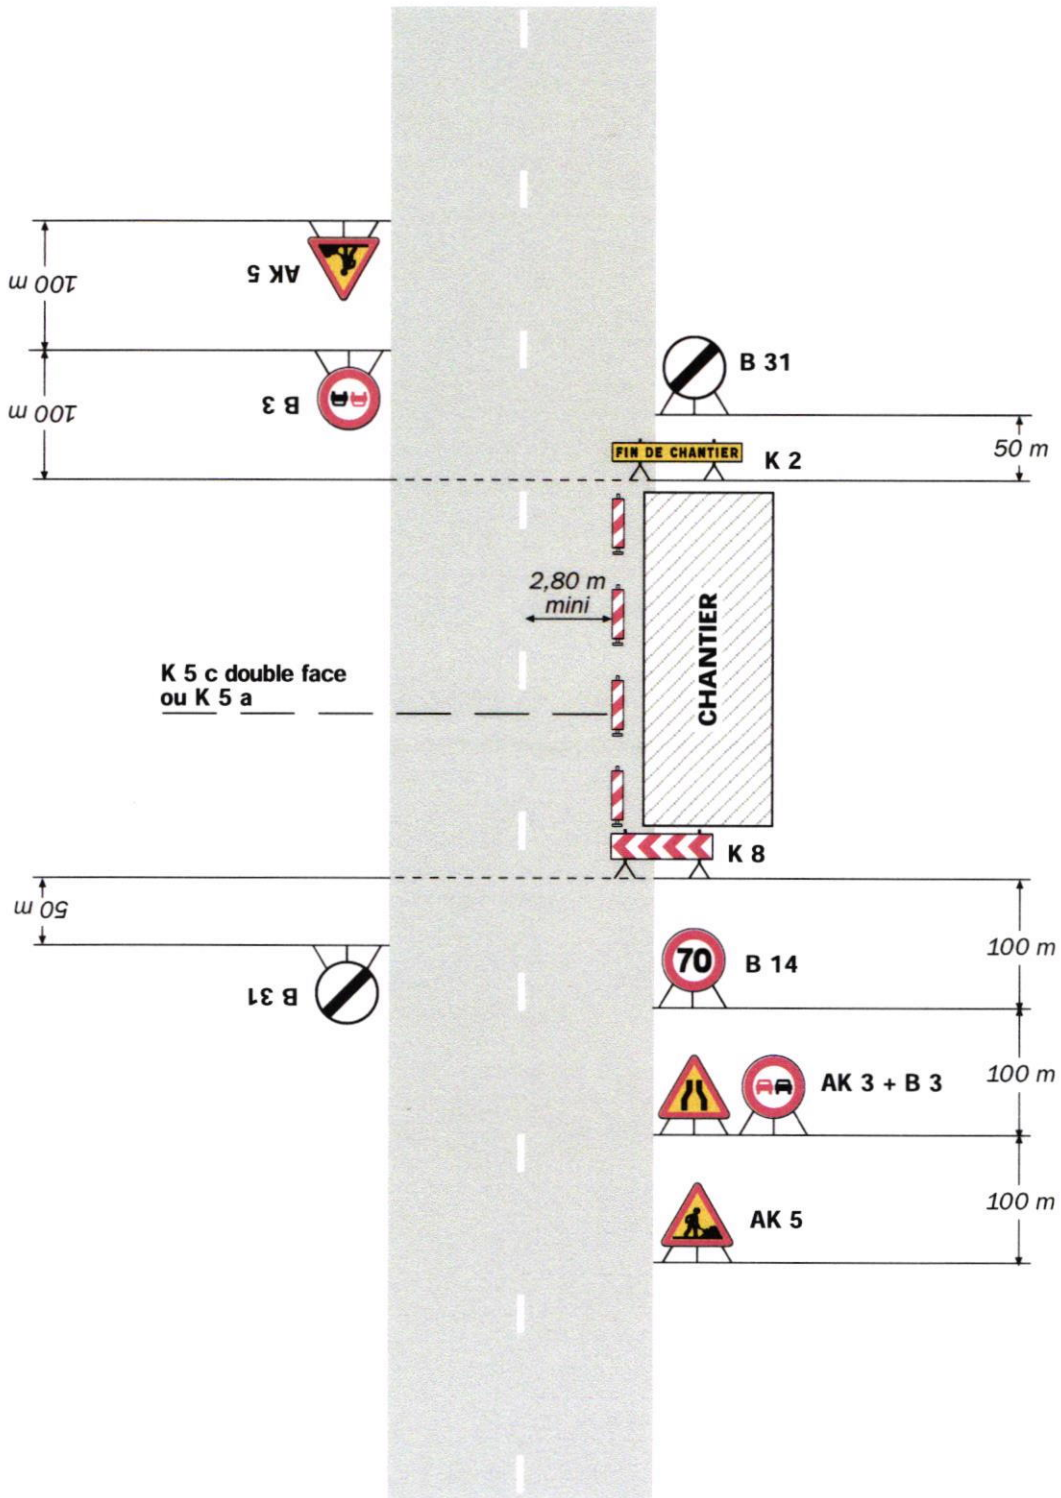 AK 5
100 m
B 3
100 m
B 31
50 m
FIN DE CHANTIER
K 2
2,80 m
mini
CHANTIER
K 5 c double face
ou K 5 a
K 8
50 m
B 31
70
B 14
100 m
AK 3 + B 3
100 m
AK 5
100 m